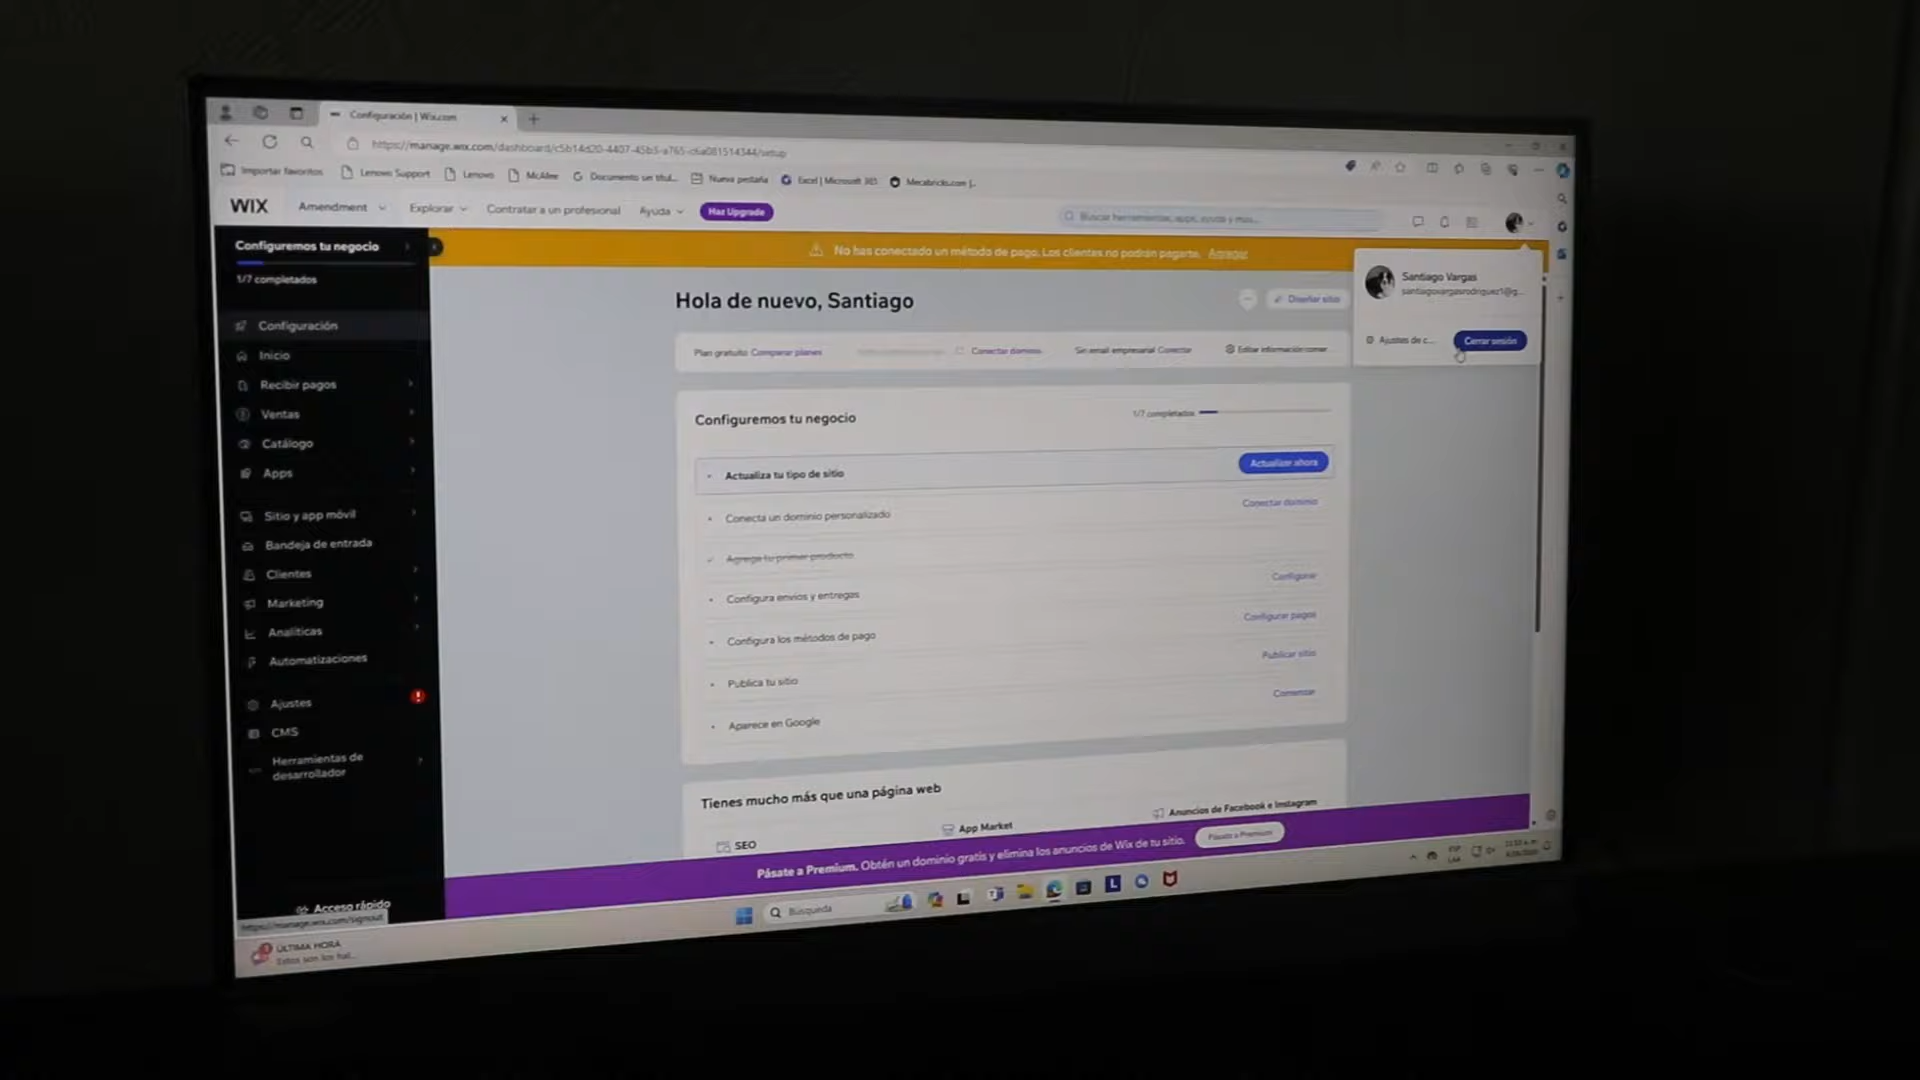 Configuración | Wix.com
https://manage.wix.com/dashboard/c5b14d20-4407-45b3-a765-c6a081514344/setup
Importar favoritos
Lenovo Support
Lenovo
McAfee
Documento sin títul...
Nueva pestaña
Excel | Microsoft 365
Mecabricks.com |...
WIX
Amendment
Explorar
Contratar a un profesional
Ayuda
Haz Upgrade
Buscar herramientas, apps, ayuda y más...
Configuremos tu negocio
1/7 completados
Configuración
Inicio
Recibir pagos
Ventas
Catálogo
Apps
Sitio y app móvil
Bandeja de entrada
Clientes
Marketing
Analíticas
Automatizaciones
Ajustes
CMS
Herramientas de
desarrollador
Acceso rápido
https://manage.wix.com/signout
No has conectado un método de pago. Los clientes no podrán pagarte. Agregar
Santiago Vargas
santiagovargasrodriguez1@g...
Ajustes de c...
Cerrar sesión
Hola de nuevo, Santiago
Diseñar sitio
Plan gratuito Comparar planes
Conectar dominio
Sin email empresarial Conectar
Editar información comer
Configuremos tu negocio
1/7 completados
Actualiza tu tipo de sitio
Actualizar ahora
Conecta un dominio personalizado
Conectar dominio
Agrega tu primer producto
Configura envíos y entregas
Configurar
Configura los métodos de pago
Configurar pagos
Publica tu sitio
Publicar sitio
Aparece en Google
Comenzar
Tienes mucho más que una página web
SEO
App Market
Anuncios de Facebook e Instagram
Pásate a Premium. Obtén un dominio gratis y elimina los anuncios de Wix de tu sitio.
Pásate a Premium
Búsqueda
ESP
LAA
ÚLTIMA HORA
Estos son los hal...